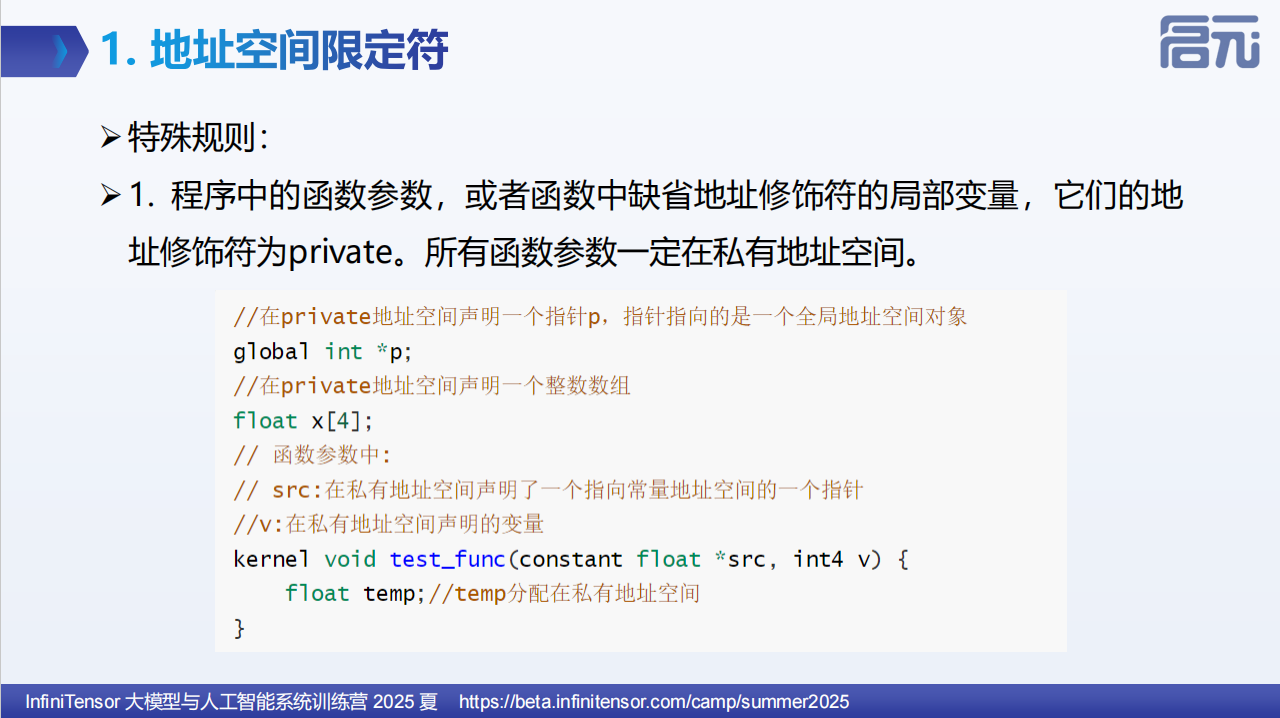 1. 地址空间限定符
启元
➢特殊规则：
➢1. 程序中的函数参数，或者函数中缺省地址修饰符的局部变量，它们的地
址修饰符为private。所有函数参数一定在私有地址空间。
//在private地址空间声明一个指针p，指针指向的是一个全局地址空间对象
global int *p;
//在private地址空间声明一个整数数组
float x[4];
// 函数参数中:
// src:在私有地址空间声明了一个指向常量地址空间的一个指针
//v:在私有地址空间声明的变量
kernel void test_func(constant float *src, int4 v) {
    float temp;//temp分配在私有地址空间
}
InfiniTensor 大模型与人工智能系统训练营 2025 夏 https://beta.infinitensor.com/camp/summer2025